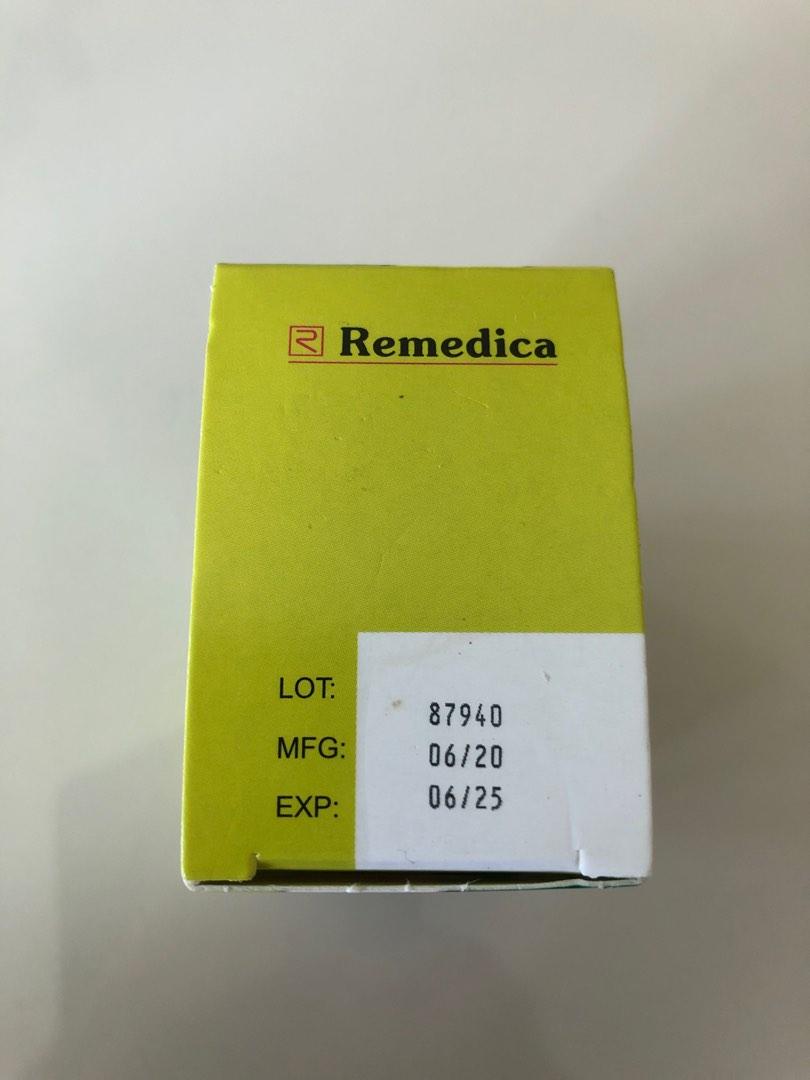 R Remedica
LOT: 87940
MFG: 06/20
EXP: 06/25